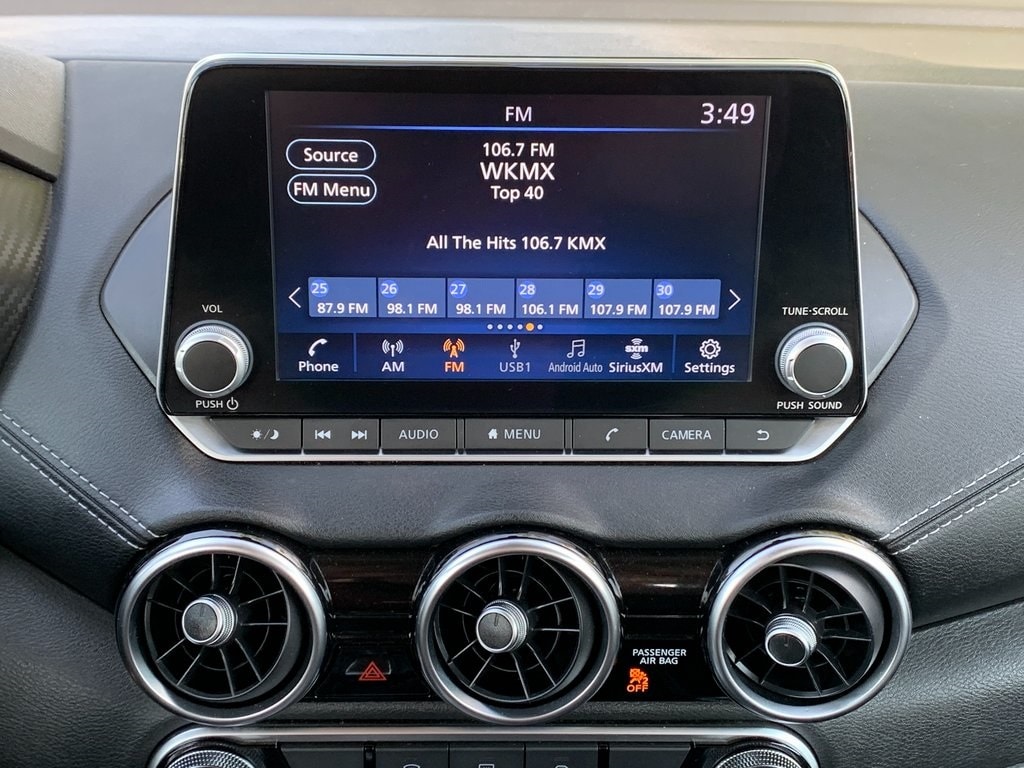 FM
3:49
Source
106.7 FM
WKMX
FM Menu
Top 40
All The Hits 106.7 KMX
25 26 27 28 29 30
87.9 FM 98.1 FM 98.1 FM 106.1 FM 107.9 FM 107.9 FM
VOL
TUNE·SCROLL
Phone AM FM USB1 Android Auto sxm SiriusXM Settings
PUSH
PUSH SOUND
AUDIO MENU CAMERA
PASSENGER
AIR BAG
2
OFF